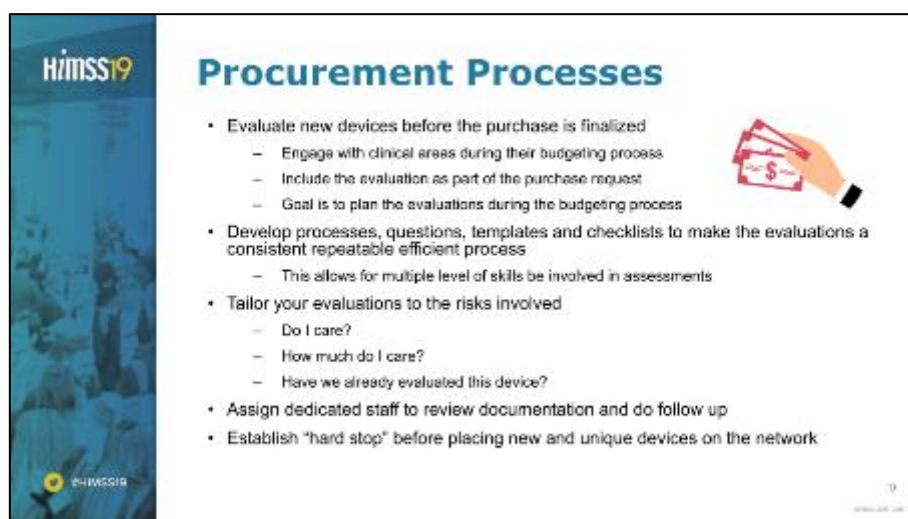 HIMSS19
Procurement Processes
• Evaluate new devices before the purchase is finalized
– Engage with clinical areas during their budgeting process
– Include the evaluation as part of the purchase request
– Goal is to plan the evaluations during the budgeting process
• Develop processes, questions, templates and checklists to make the evaluations a
consistent repeatable efficient process
– This allows for multiple level of skills be involved in assessments
• Tailor your evaluations to the risks involved
– Do I care?
– How much do I care?
– Have we already evaluated this device?
• Assign dedicated staff to review documentation and do follow up
• Establish “hard stop” before placing new and unique devices on the network
$
@HIMSS19
9